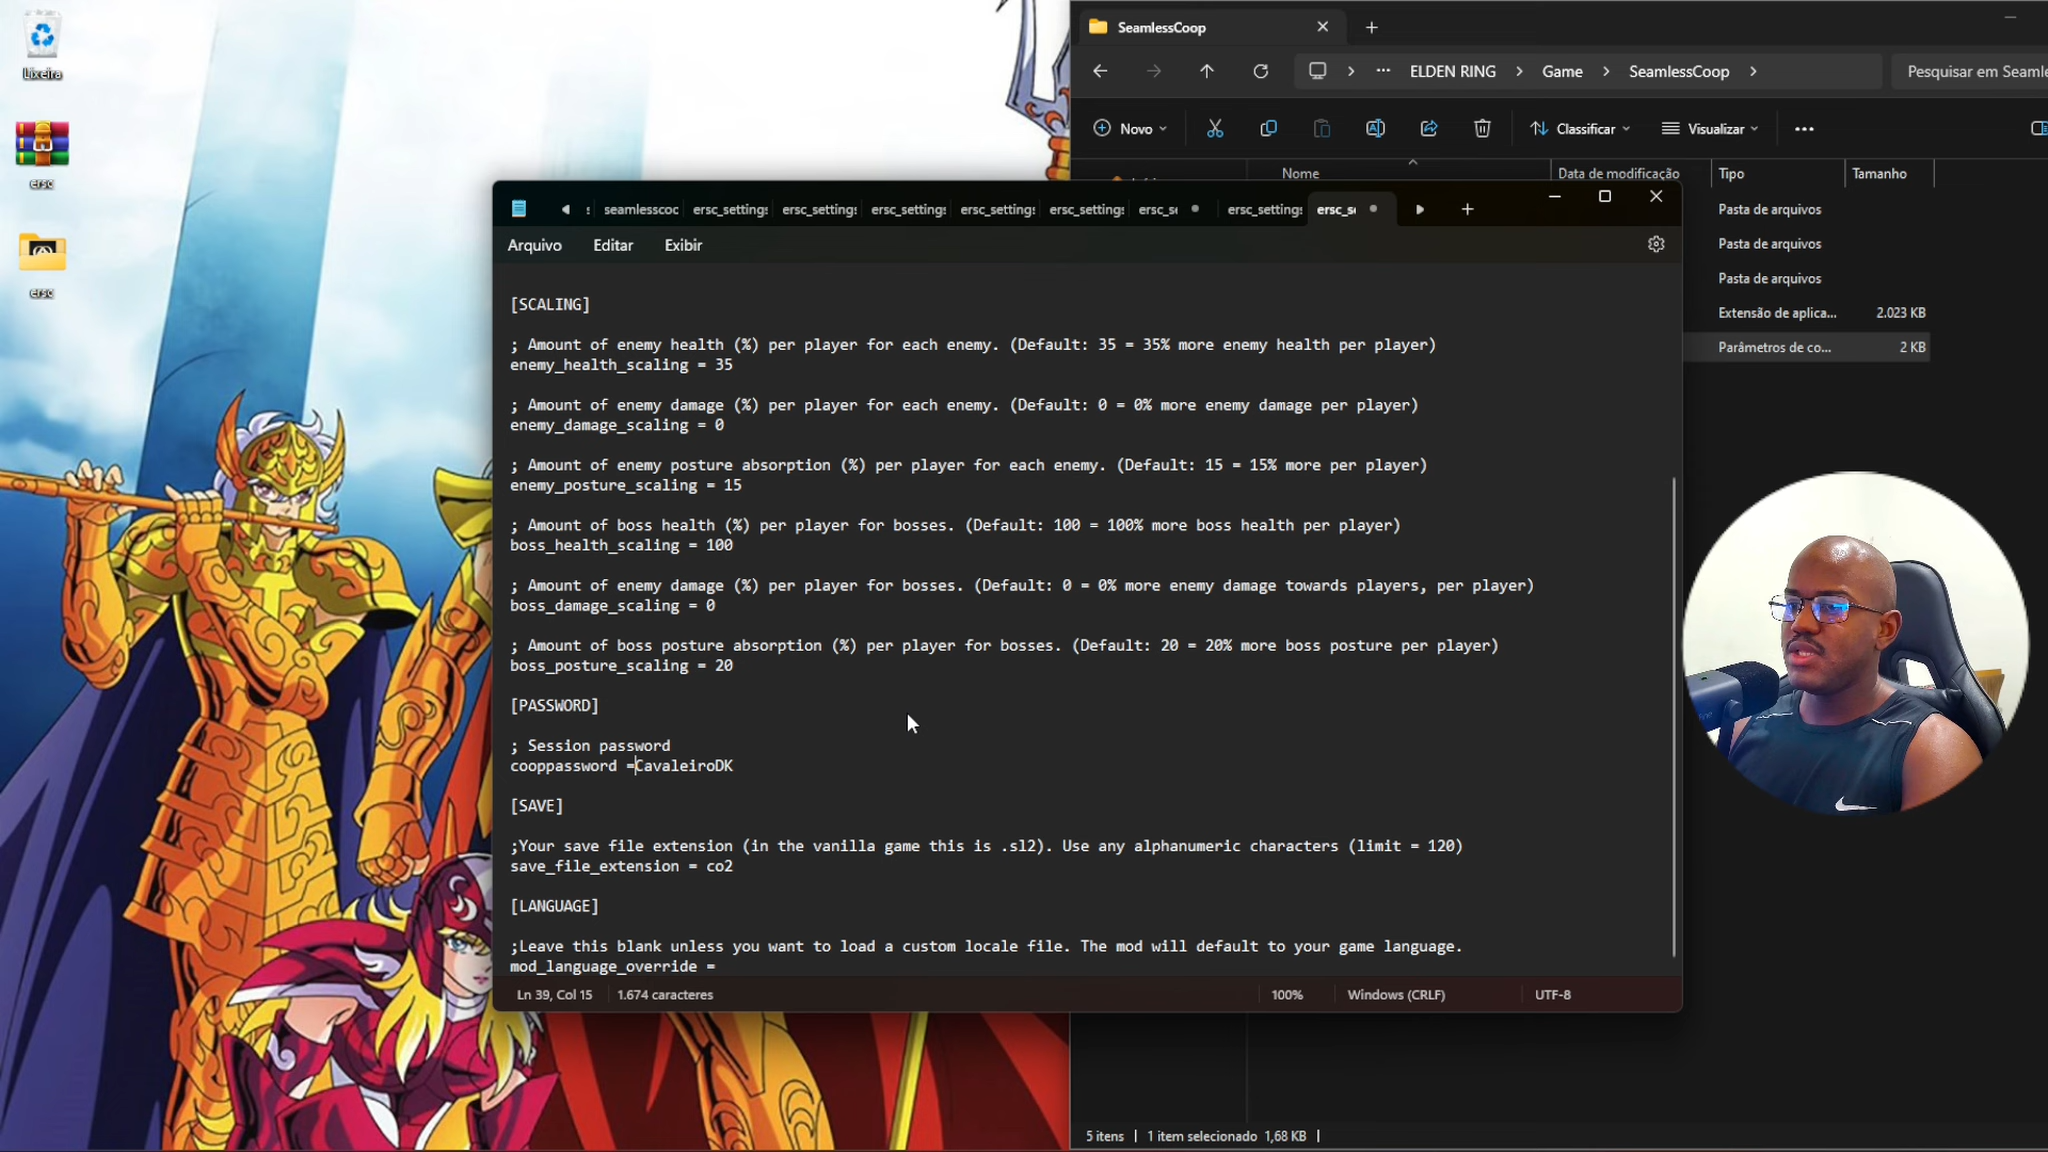 Lixeira
ersc
ersc
SeamlessCoop
ELDEN RING > Game > SeamlessCoop >
Pesquisar em Seaml
Novo
Classificar
Visualizar
Nome
Data de modificação
Tipo
Tamanho
Pasta de arquivos
Pasta de arquivos
Pasta de arquivos
Extensão de aplica... 2.023 KB
Parâmetros de co... 2 KB
seamlesscoc ersc_settings ersc_settings ersc_settings ersc_settings ersc_settings ersc_s ersc_settings ersc_s
Arquivo Editar Exibir
[SCALING]
; Amount of enemy health (%) per player for each enemy. (Default: 35 = 35% more enemy health per player)
enemy_health_scaling = 35
; Amount of enemy damage (%) per player for each enemy. (Default: 0 = 0% more enemy damage per player)
enemy_damage_scaling = 0
; Amount of enemy posture absorption (%) per player for each enemy. (Default: 15 = 15% more per player)
enemy_posture_scaling = 15
; Amount of boss health (%) per player for bosses. (Default: 100 = 100% more boss health per player)
boss_health_scaling = 100
; Amount of enemy damage (%) per player for bosses. (Default: 0 = 0% more enemy damage towards players, per player)
boss_damage_scaling = 0
; Amount of boss posture absorption (%) per player for bosses. (Default: 20 = 20% more boss posture per player)
boss_posture_scaling = 20
[PASSWORD]
; Session password
cooppassword =CavaleiroDK
[SAVE]
;Your save file extension (in the vanilla game this is .sl2). Use any alphanumeric characters (limit = 120)
save_file_extension = co2
[LANGUAGE]
;Leave this blank unless you want to load a custom locale file. The mod will default to your game language.
mod_language_override =
Ln 39, Col 15 1.674 caracteres 100% Windows (CRLF) UTF-8
5 itens 1 item selecionado 1,68 KB